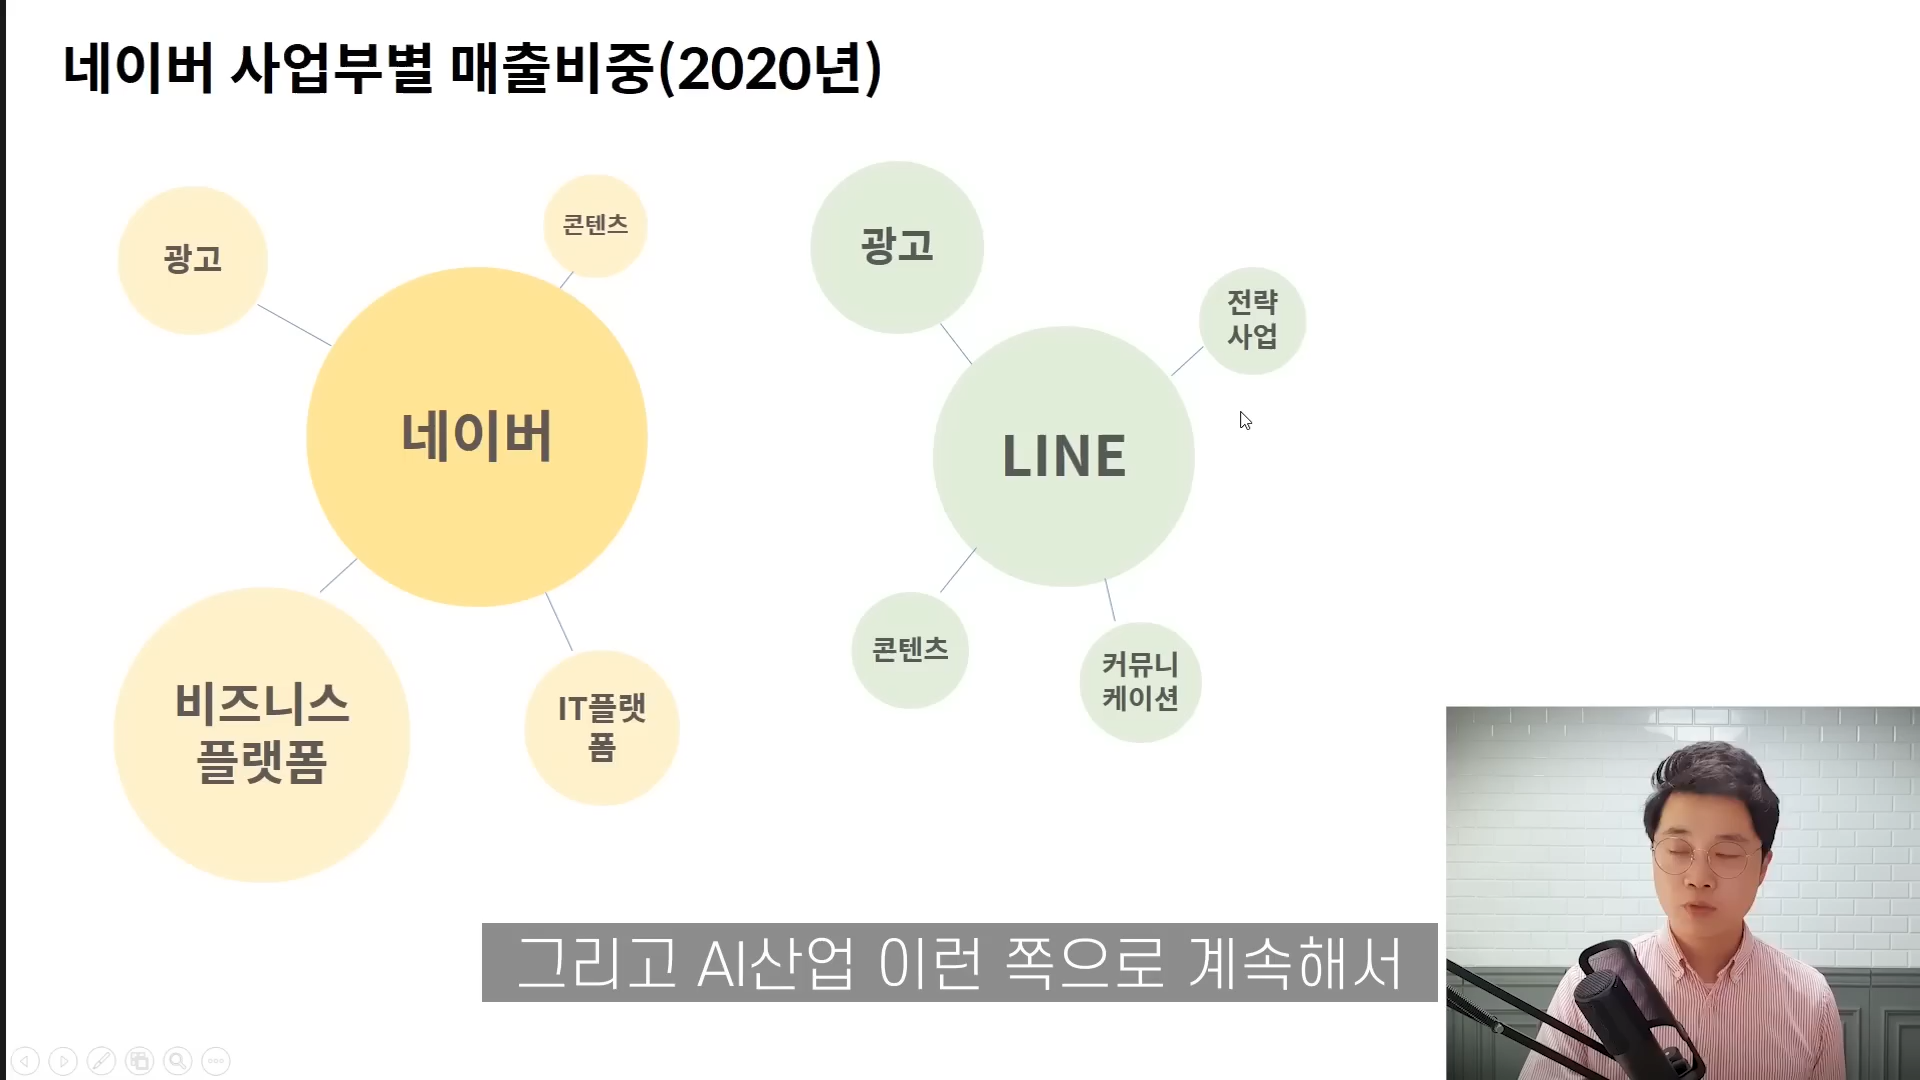 네이버 사업부별 매출비중(2020년)
광고
콘텐츠
네이버
비즈니스
플랫폼
IT플랫
폼
광고
전략
사업
LINE
콘텐츠
커뮤니
케이션
그리고 AI산업 이런 쪽으로 계속해서